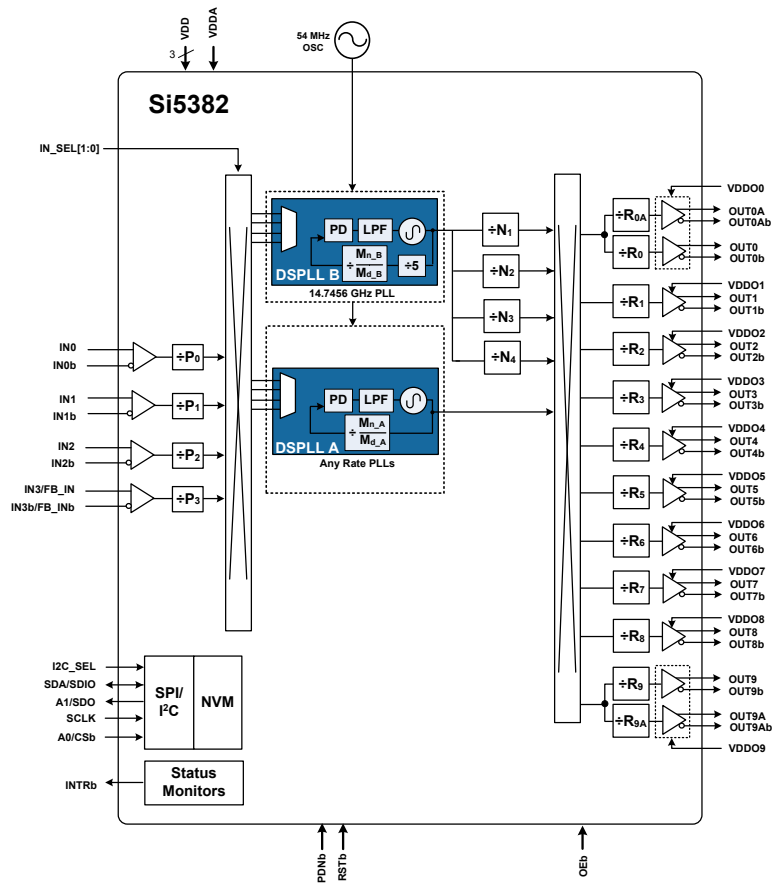 VDD
VDDA
3
54 MHz
OSC
Si5382
IN_SEL[1:0]
PD
LPF
÷
Mn_B
Md_B
÷5
DSPLL B
14.7456 GHz PLL
PD
LPF
÷
Mn_A
Md_A
DSPLL A
Any Rate PLLs
÷N1
÷N2
÷N3
÷N4
IN0
IN0b
÷P0
IN1
IN1b
÷P1
IN2
IN2b
÷P2
IN3/FB_IN
IN3b/FB_INb
÷P3
÷R0A
÷R0
÷R1
÷R2
÷R3
÷R4
÷R5
÷R6
÷R7
÷R8
÷R9
÷R9A
VDDO0
OUT0A
OUT0Ab
OUT0
OUT0b
VDDO1
OUT1
OUT1b
VDDO2
OUT2
OUT2b
VDDO3
OUT3
OUT3b
VDDO4
OUT4
OUT4b
VDDO5
OUT5
OUT5b
VDDO6
OUT6
OUT6b
VDDO7
OUT7
OUT7b
VDDO8
OUT8
OUT8b
OUT9
OUT9b
OUT9A
OUT9Ab
VDDO9
I2C_SEL
SDA/SDIO
A1/SDO
SCLK
A0/CSb
SPI/
I2C
NVM
INTRb
Status
Monitors
PDNb
RSTb
OEb